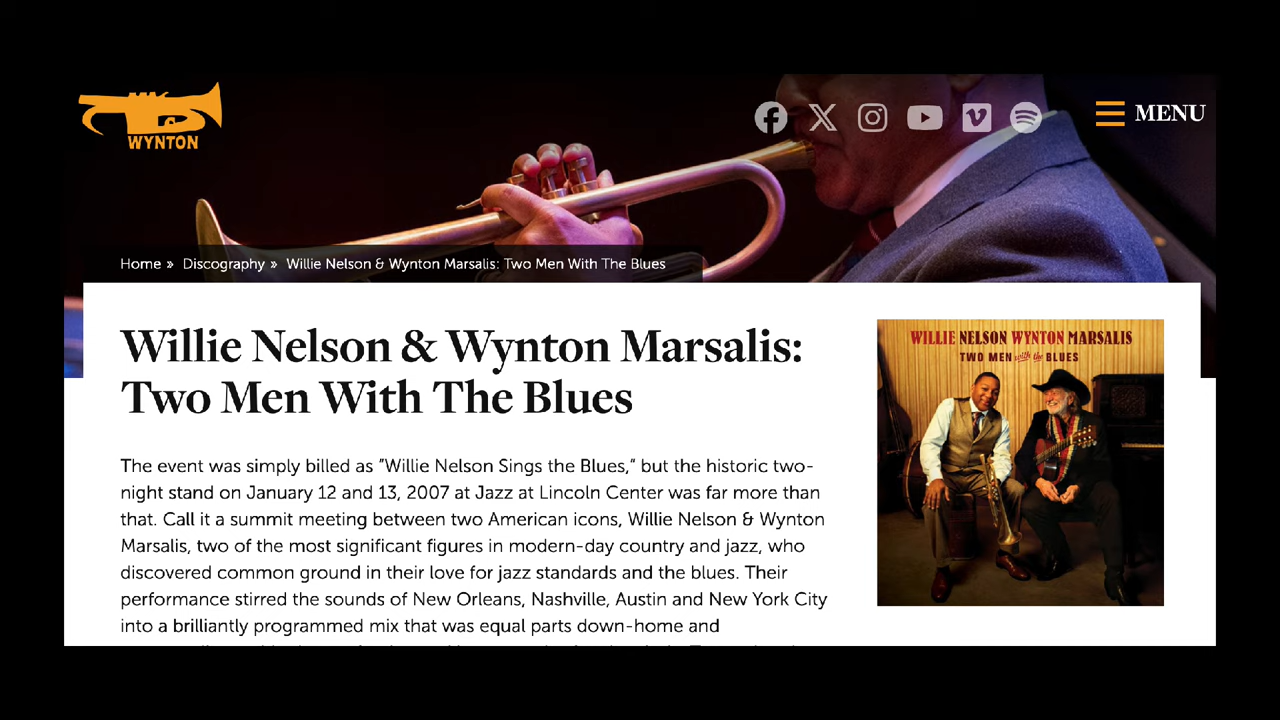 WYNTON
MENU
Home » Discography » Willie Nelson & Wynton Marsalis: Two Men With The Blues
Willie Nelson & Wynton Marsalis:
Two Men With The Blues
WILLIE NELSON WYNTON MARSALIS
TWO MEN with the BLUES
The event was simply billed as “Willie Nelson Sings the Blues,” but the historic two-
night stand on January 12 and 13, 2007 at Jazz at Lincoln Center was far more than
that. Call it a summit meeting between two American icons, Willie Nelson & Wynton
Marsalis, two of the most significant figures in modern-day country and jazz, who
discovered common ground in their love for jazz standards and the blues. Their
performance stirred the sounds of New Orleans, Nashville, Austin and New York City
into a brilliantly programmed mix that was equal parts down-home and